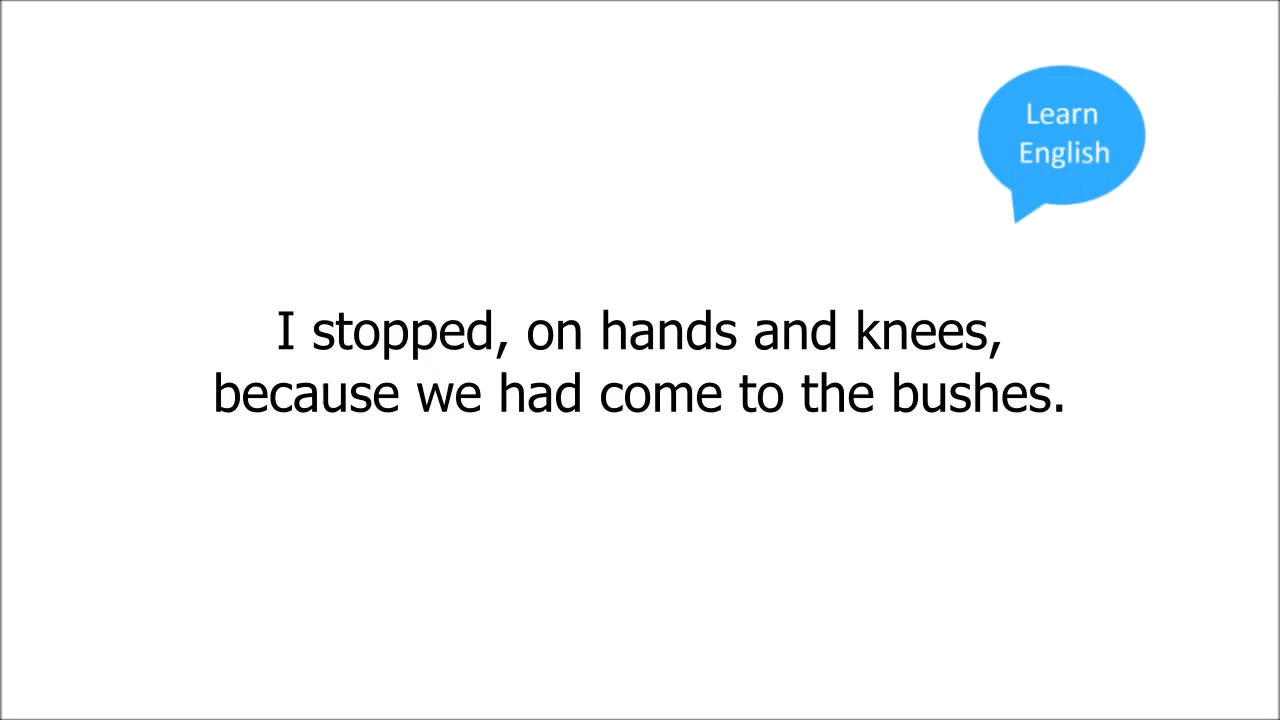 Learn
English
I stopped, on hands and knees,
because we had come to the bushes.